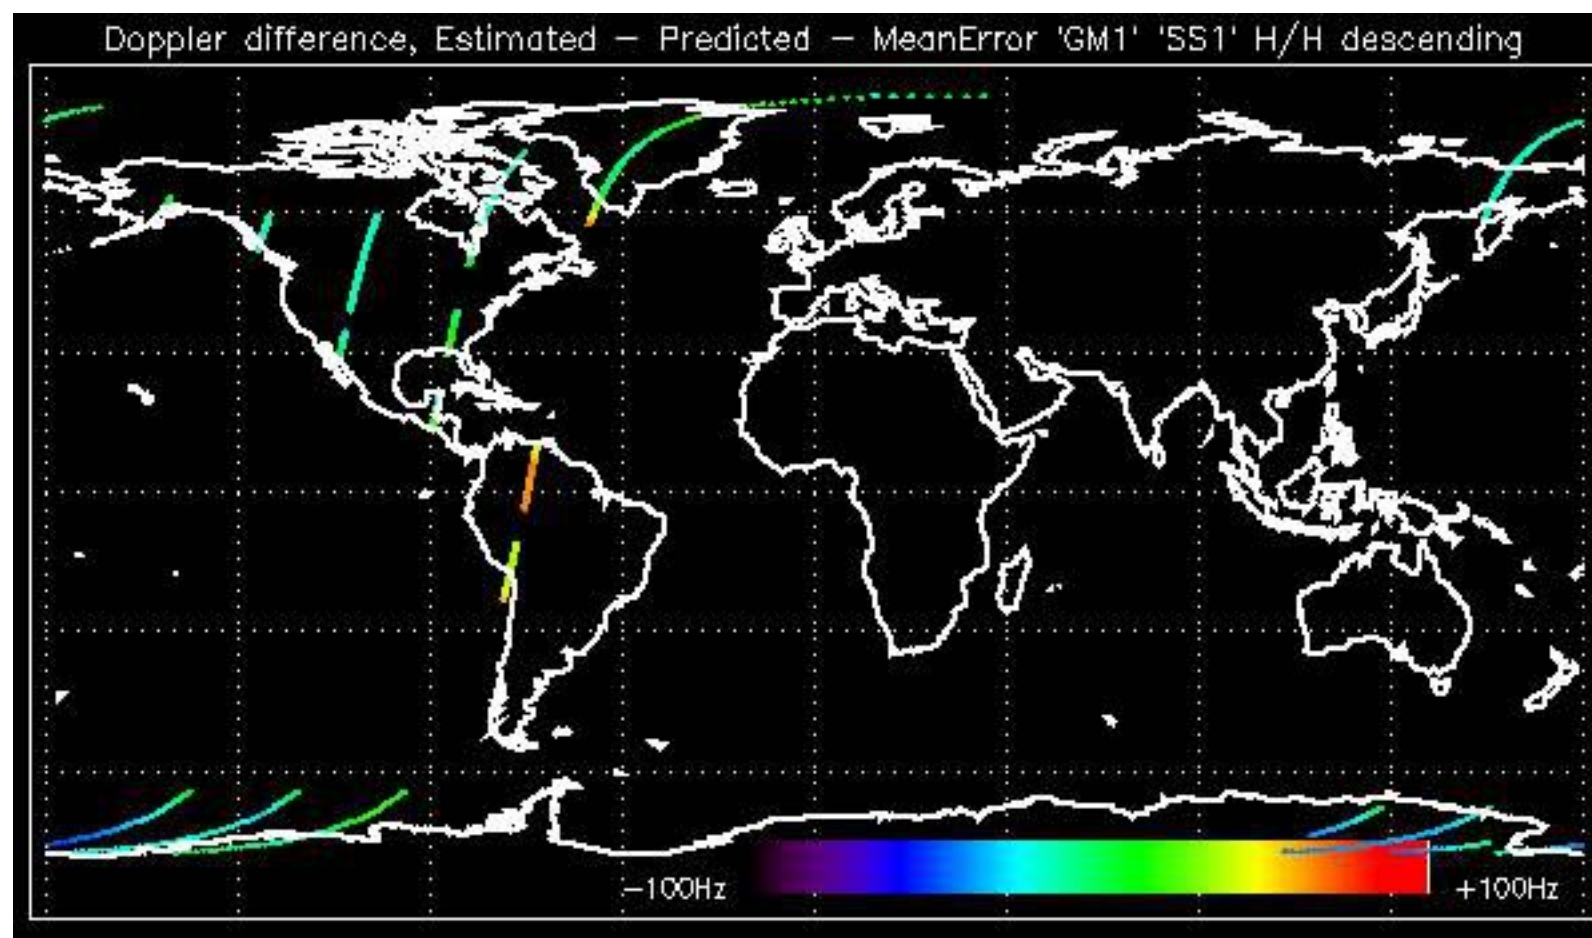 Doppler difference, Estimated – Predicted – MeanError 'GM1' 'SS1' H/H descending
−100Hz
+100Hz